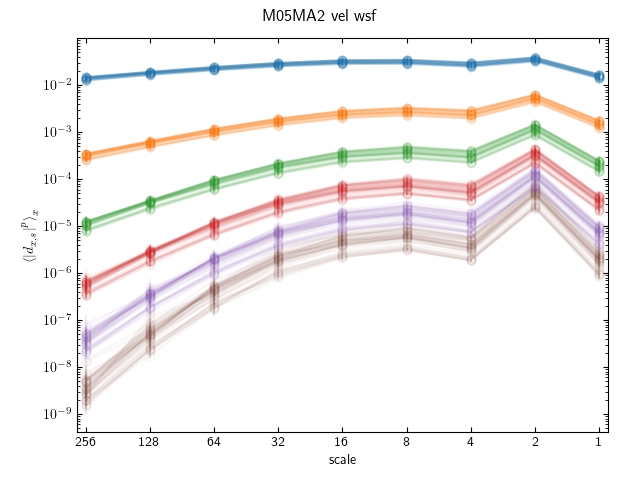 M05MA2 vel wsf
⟨|d_{x,s}|^p⟩_x
10^{-2}
10^{-3}
10^{-4}
10^{-5}
10^{-6}
10^{-7}
10^{-8}
10^{-9}
256 128 64 32 16 8 4 2 1
scale